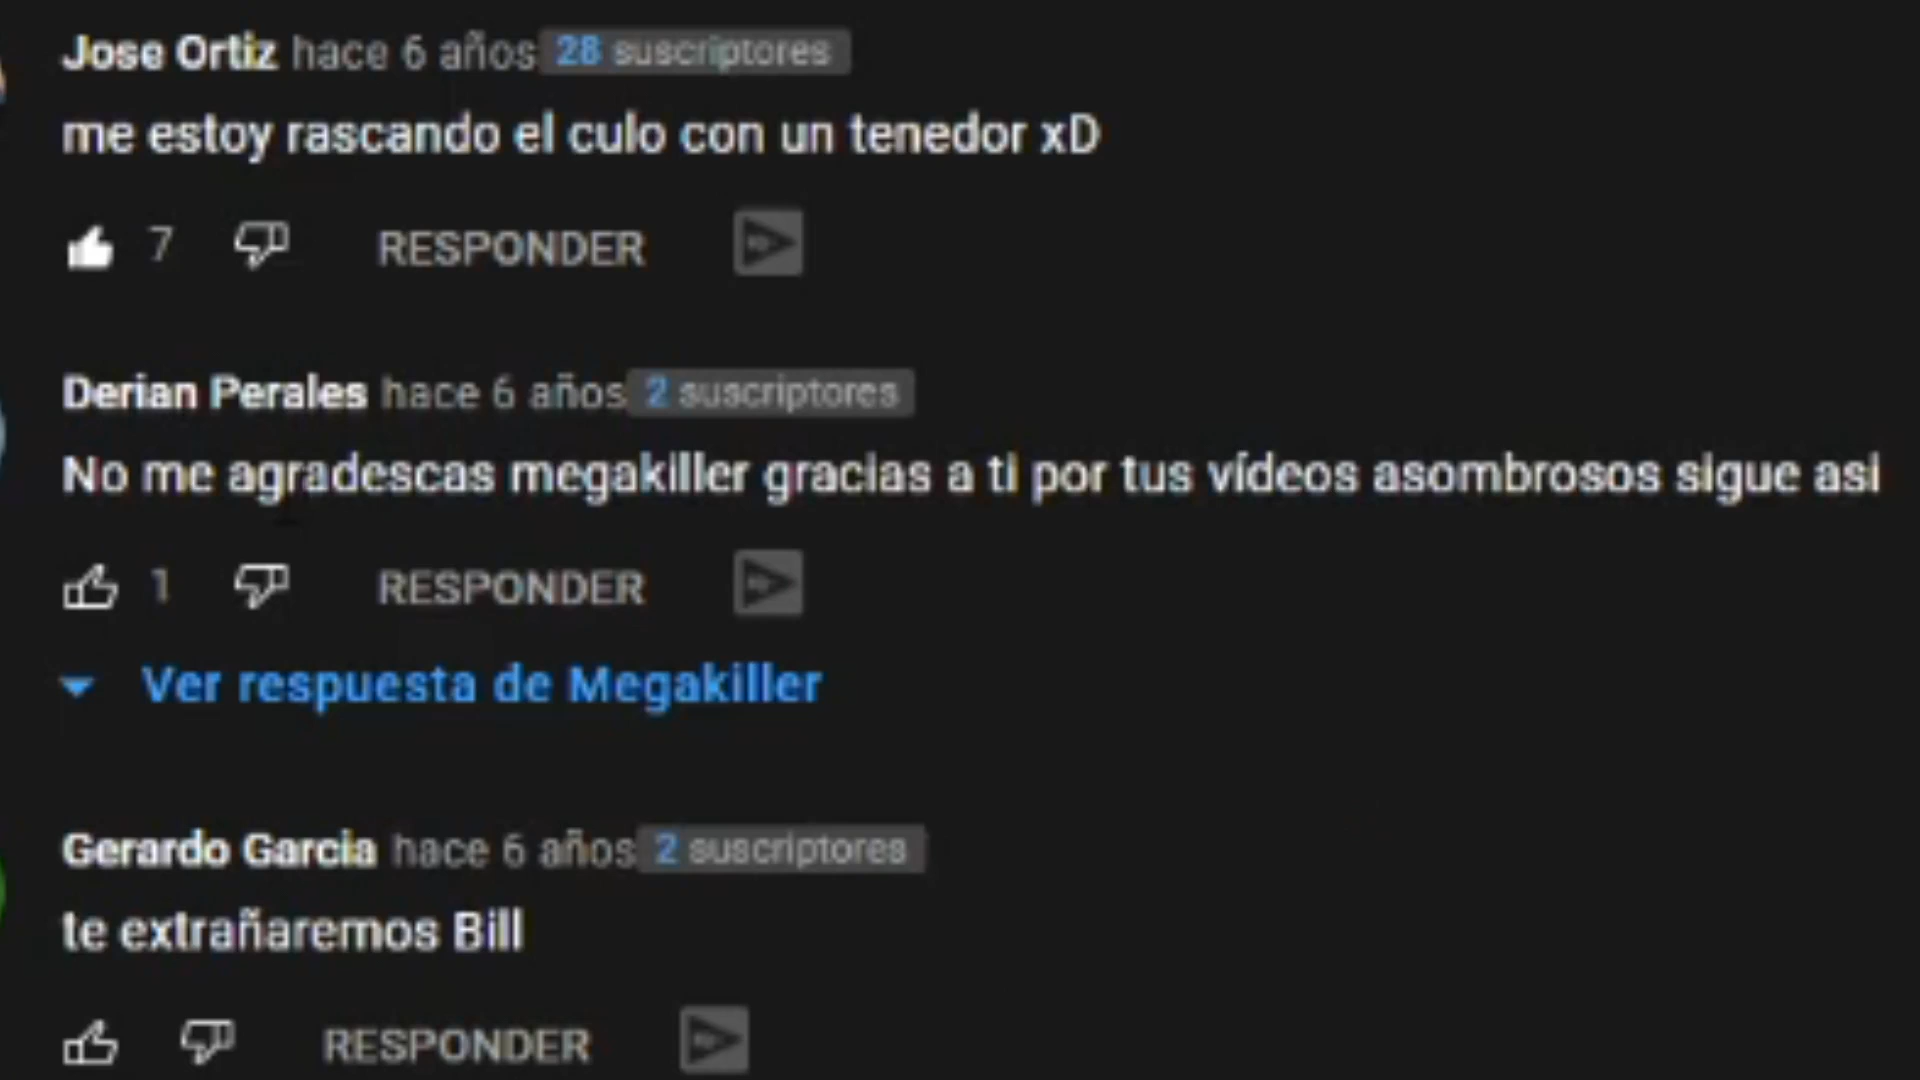 Jose Ortiz hace 6 años 28 suscriptores
me estoy rascando el culo con un tenedor xD
7 RESPONDER
Derian Perales hace 6 años 2 suscriptores
No me agradescas megakiller gracias a ti por tus vídeos asombrosos sigue asi
1 RESPONDER
Ver respuesta de Megakiller
Gerardo Garcia hace 6 años 2 suscriptores
te extrañaremos Bill
RESPONDER